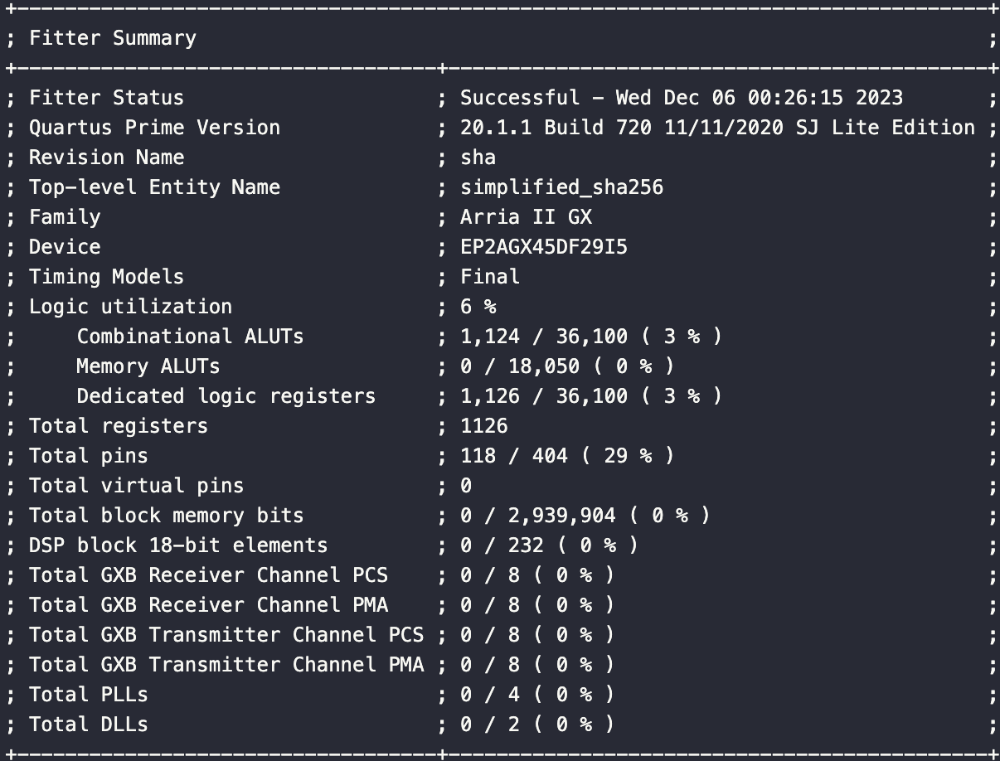 +----------------------------------------------------------------------------------+
; Fitter Summary                                                                   ;
+-----------------------------------+----------------------------------------------+
; Fitter Status                     ; Successful - Wed Dec 06 00:26:15 2023        ;
; Quartus Prime Version             ; 20.1.1 Build 720 11/11/2020 SJ Lite Edition  ;
; Revision Name                     ; sha                                          ;
; Top-level Entity Name             ; simplified_sha256                            ;
; Family                            ; Arria II GX                                  ;
; Device                            ; EP2AGX45DF29I5                               ;
; Timing Models                     ; Final                                        ;
; Logic utilization                 ; 6 %                                          ;
;     Combinational ALUTs           ; 1,124 / 36,100 ( 3 % )                       ;
;     Memory ALUTs                  ; 0 / 18,050 ( 0 % )                           ;
;     Dedicated logic registers     ; 1,126 / 36,100 ( 3 % )                       ;
; Total registers                   ; 1126                                         ;
; Total pins                        ; 118 / 404 ( 29 % )                           ;
; Total virtual pins                ; 0                                            ;
; Total block memory bits           ; 0 / 2,939,904 ( 0 % )                        ;
; DSP block 18-bit elements         ; 0 / 232 ( 0 % )                              ;
; Total GXB Receiver Channel PCS    ; 0 / 8 ( 0 % )                                ;
; Total GXB Receiver Channel PMA    ; 0 / 8 ( 0 % )                                ;
; Total GXB Transmitter Channel PCS ; 0 / 8 ( 0 % )                                ;
; Total GXB Transmitter Channel PMA ; 0 / 8 ( 0 % )                                ;
; Total PLLs                        ; 0 / 4 ( 0 % )                                ;
; Total DLLs                        ; 0 / 2 ( 0 % )                                ;
+-----------------------------------+----------------------------------------------+